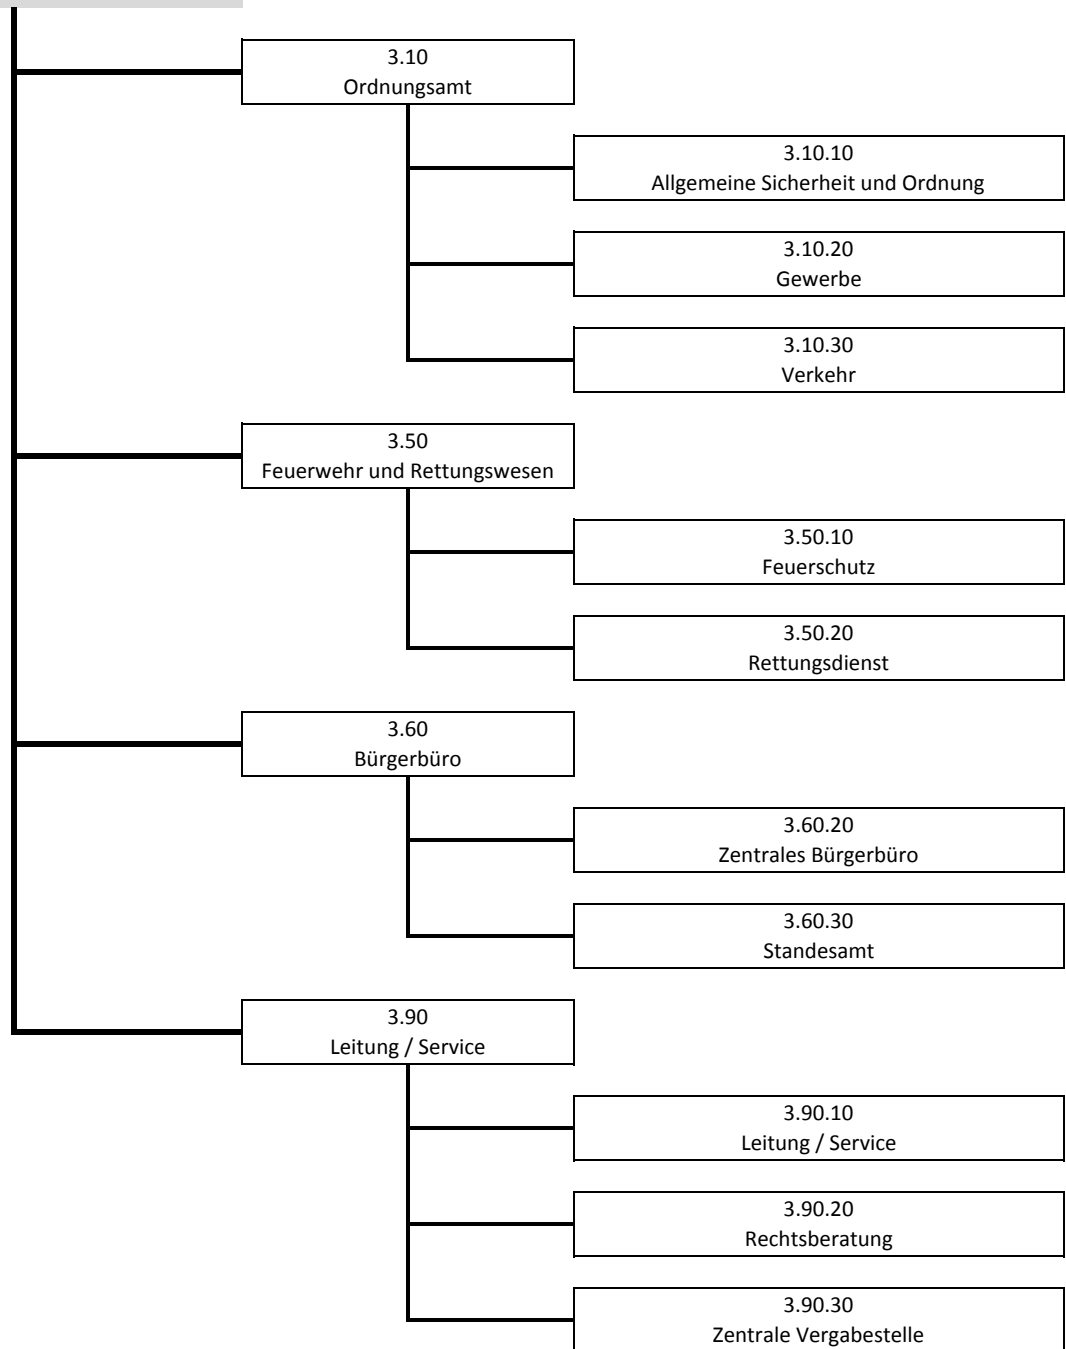 3.10
Ordnungsamt
3.10.10
Allgemeine Sicherheit und Ordnung
3.10.20
Gewerbe
3.10.30
Verkehr
3.50
Feuerwehr und Rettungswesen
3.50.10
Feuerschutz
3.50.20
Rettungsdienst
3.60
Bürgerbüro
3.60.20
Zentrales Bürgerbüro
3.60.30
Standesamt
3.90
Leitung / Service
3.90.10
Leitung / Service
3.90.20
Rechtsberatung
3.90.30
Zentrale Vergabestelle